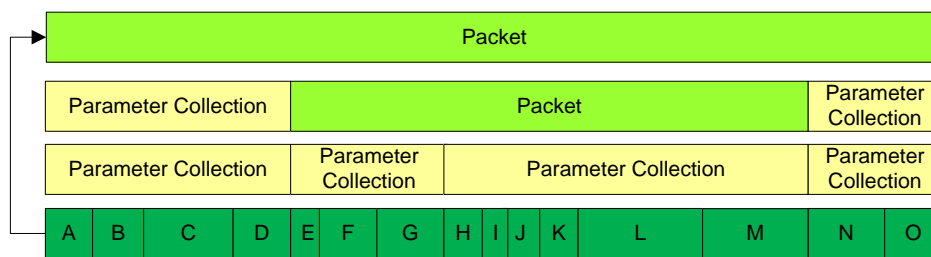 Packet
Parameter Collection
Packet
Parameter
Collection
Parameter Collection
Parameter
Collection
Parameter Collection
Parameter
Collection
A B C D E F G H I J K L M N O